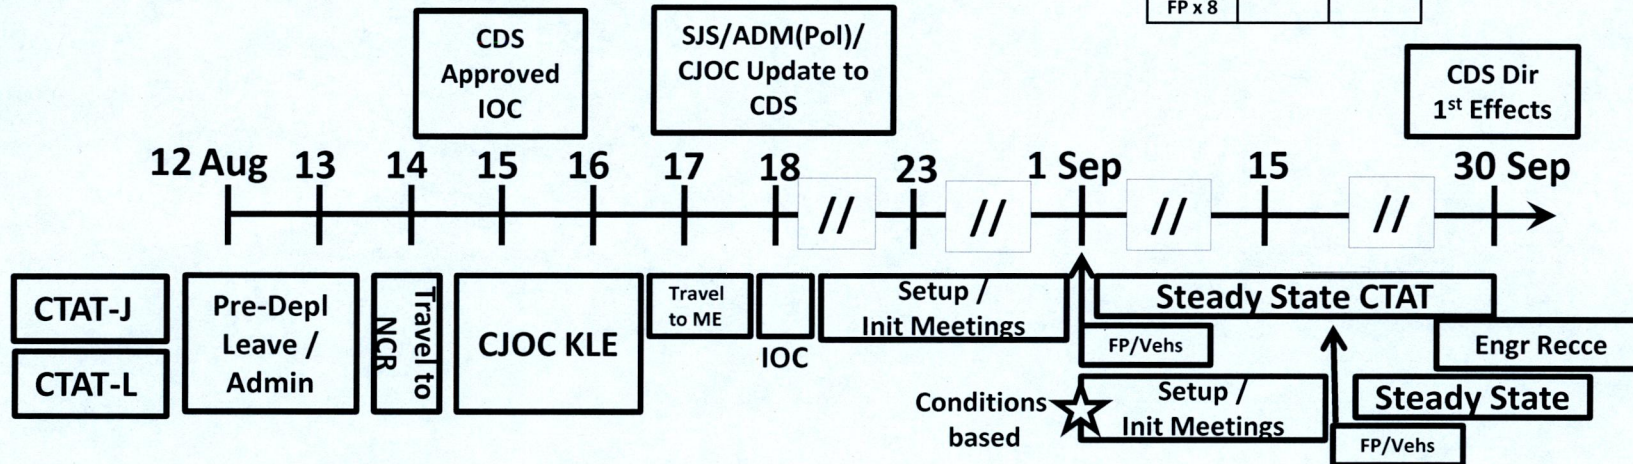 FP x 8
CDS
Approved
IOC
SJS/ADM(Pol)/
CJOC Update to
CDS
CDS Dir
1st Effects
12 Aug
13
14
15
16
17
18
//
23
//
1 Sep
//
15
//
30 Sep
CTAT-J
CTAT-L
Pre-Depl
Leave /
Admin
Travel to
NCR
CJOC KLE
Travel
to ME
IOC
Setup /
Init Meetings
Steady State CTAT
FP/Vehs
Engr Recce
Conditions
based
Setup /
Init Meetings
Steady State
FP/Vehs